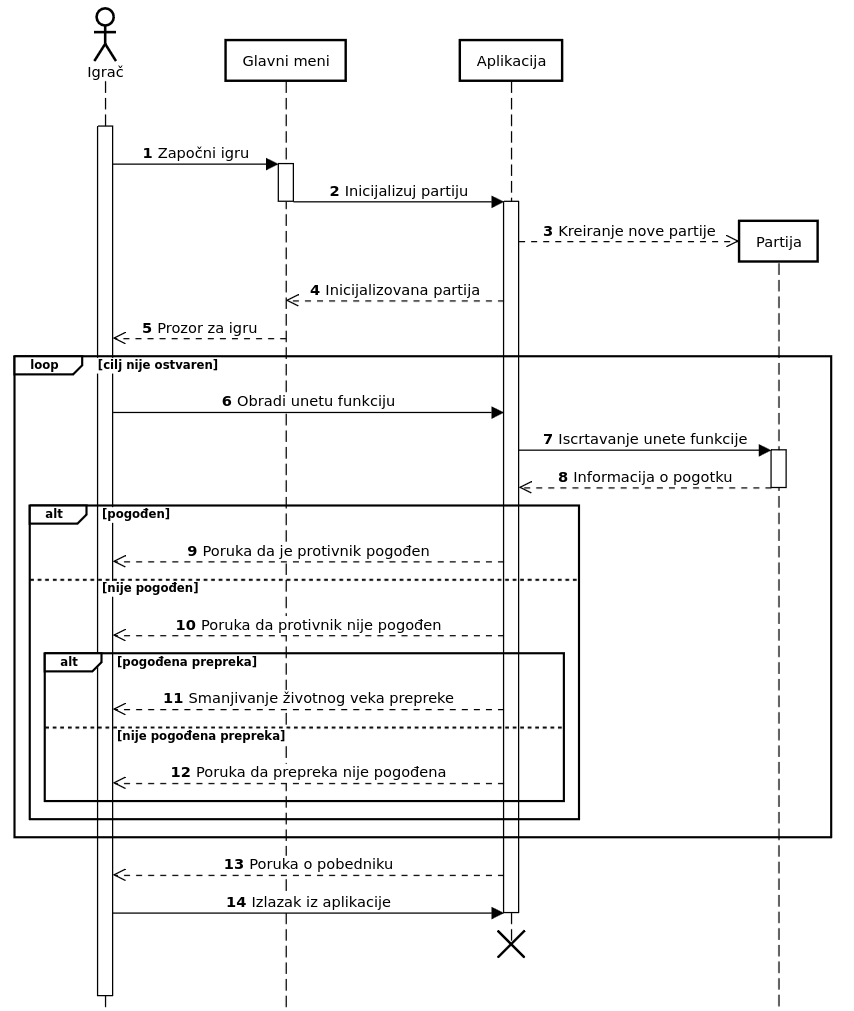 Igrač
Glavni meni
Aplikacija
1 Započni igru
2 Inicijalizuj partiju
3 Kreiranje nove partije
Partija
4 Inicijalizovana partija
5 Prozor za igru
loop [cilj nije ostvaren]
6 Obradi unetu funkciju
7 Iscrtavanje unete funkcije
8 Informacija o pogotku
alt [pogođen]
9 Poruka da je protivnik pogođen
[nije pogođen]
10 Poruka da protivnik nije pogođen
alt [pogođena prepreka]
11 Smanjivanje životnog veka prepreke
[nije pogođena prepreka]
12 Poruka da prepreka nije pogođena
13 Poruka o pobedniku
14 Izlazak iz aplikacije